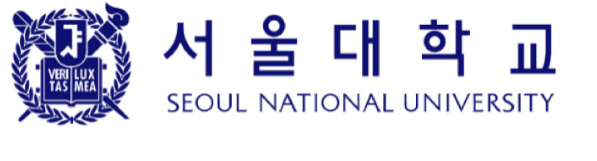 VERI LUX
TAS MEA
서울대학교
SEOUL NATIONAL UNIVERSITY